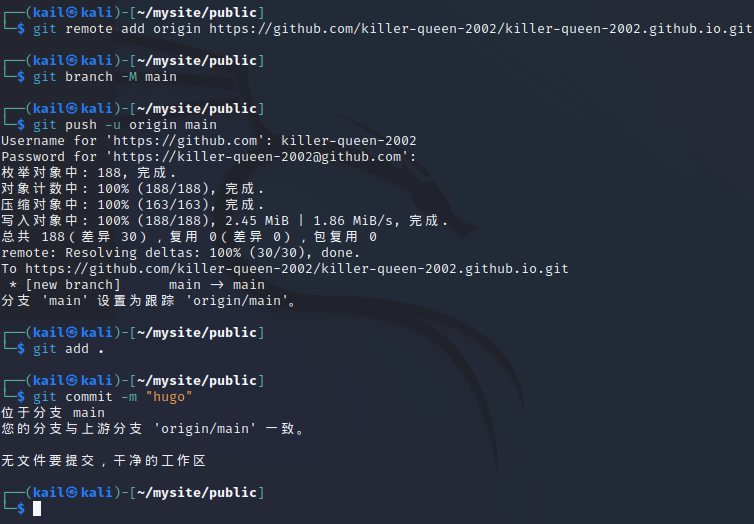 ┌──(kail㉿kali)-[~/mysite/public]
└─$ git remote add origin https://github.com/killer-queen-2002/killer-queen-2002.github.io.git
┌──(kail㉿kali)-[~/mysite/public]
└─$ git branch -M main
┌──(kail㉿kali)-[~/mysite/public]
└─$ git push -u origin main
Username for 'https://github.com': killer-queen-2002
Password for 'https://killer-queen-2002@github.com':
枚举对象中: 188, 完成.
对象计数中: 100% (188/188), 完成.
压缩对象中: 100% (163/163), 完成.
写入对象中: 100% (188/188), 2.45 MiB | 1.86 MiB/s, 完成.
总共 188（差异 30），复用 0（差异 0），包复用 0
remote: Resolving deltas: 100% (30/30), done.
To https://github.com/killer-queen-2002/killer-queen-2002.github.io.git
 * [new branch]      main -> main
分支 'main' 设置为跟踪 'origin/main'。
┌──(kail㉿kali)-[~/mysite/public]
└─$ git add .
┌──(kail㉿kali)-[~/mysite/public]
└─$ git commit -m "hugo"
位于分支 main
您的分支与上游分支 'origin/main' 一致。
无文件要提交，干净的工作区
┌──(kail㉿kali)-[~/mysite/public]
└─$